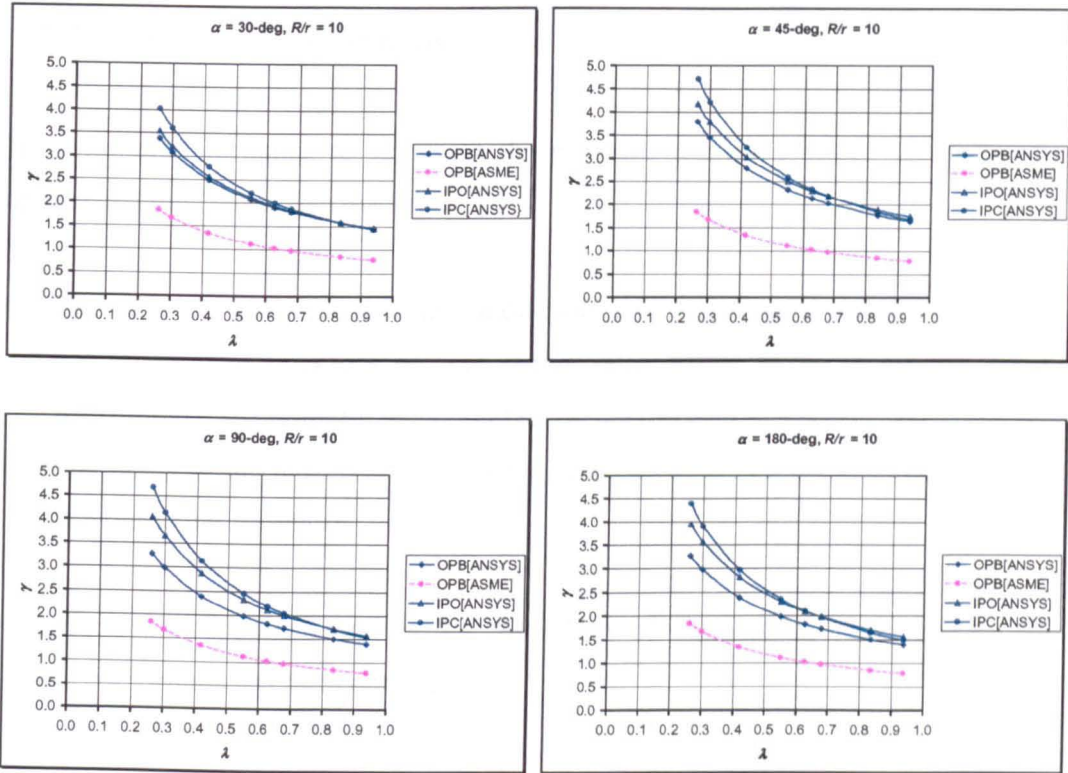 α = 30-deg, R/r = 10
5.0
4.5
4.0
3.5
3.0
2.5
2.0
1.5
1.0
0.5
0.0
γ
0.0 0.1 0.2 0.3 0.4 0.5 0.6 0.7 0.8 0.9 1.0
λ
OPB[ANSYS]
OPB[ASME]
IPO[ANSYS]
IPC[ANSYS}
α = 45-deg, R/r = 10
5.0
4.5
4.0
3.5
3.0
2.5
2.0
1.5
1.0
0.5
0.0
γ
0.0 0.1 0.2 0.3 0.4 0.5 0.6 0.7 0.8 0.9 1.0
λ
OPB[ANSYS]
OPB[ASME]
IPO[ANSYS]
IPC[ANSYS]
α = 90-deg, R/r = 10
5.0
4.5
4.0
3.5
3.0
2.5
2.0
1.5
1.0
0.5
0.0
γ
0.0 0.1 0.2 0.3 0.4 0.5 0.6 0.7 0.8 0.9 1.0
λ
OPB[ANSYS]
OPB[ASME]
IPO[ANSYS]
IPC[ANSYS]
α = 180-deg, R/r = 10
5.0
4.5
4.0
3.5
3.0
2.5
2.0
1.5
1.0
0.5
0.0
γ
0.0 0.1 0.2 0.3 0.4 0.5 0.6 0.7 0.8 0.9 1.0
λ
OPB[ANSYS]
OPB[ASME]
IPO[ANSYS]
IPC[ANSYS]